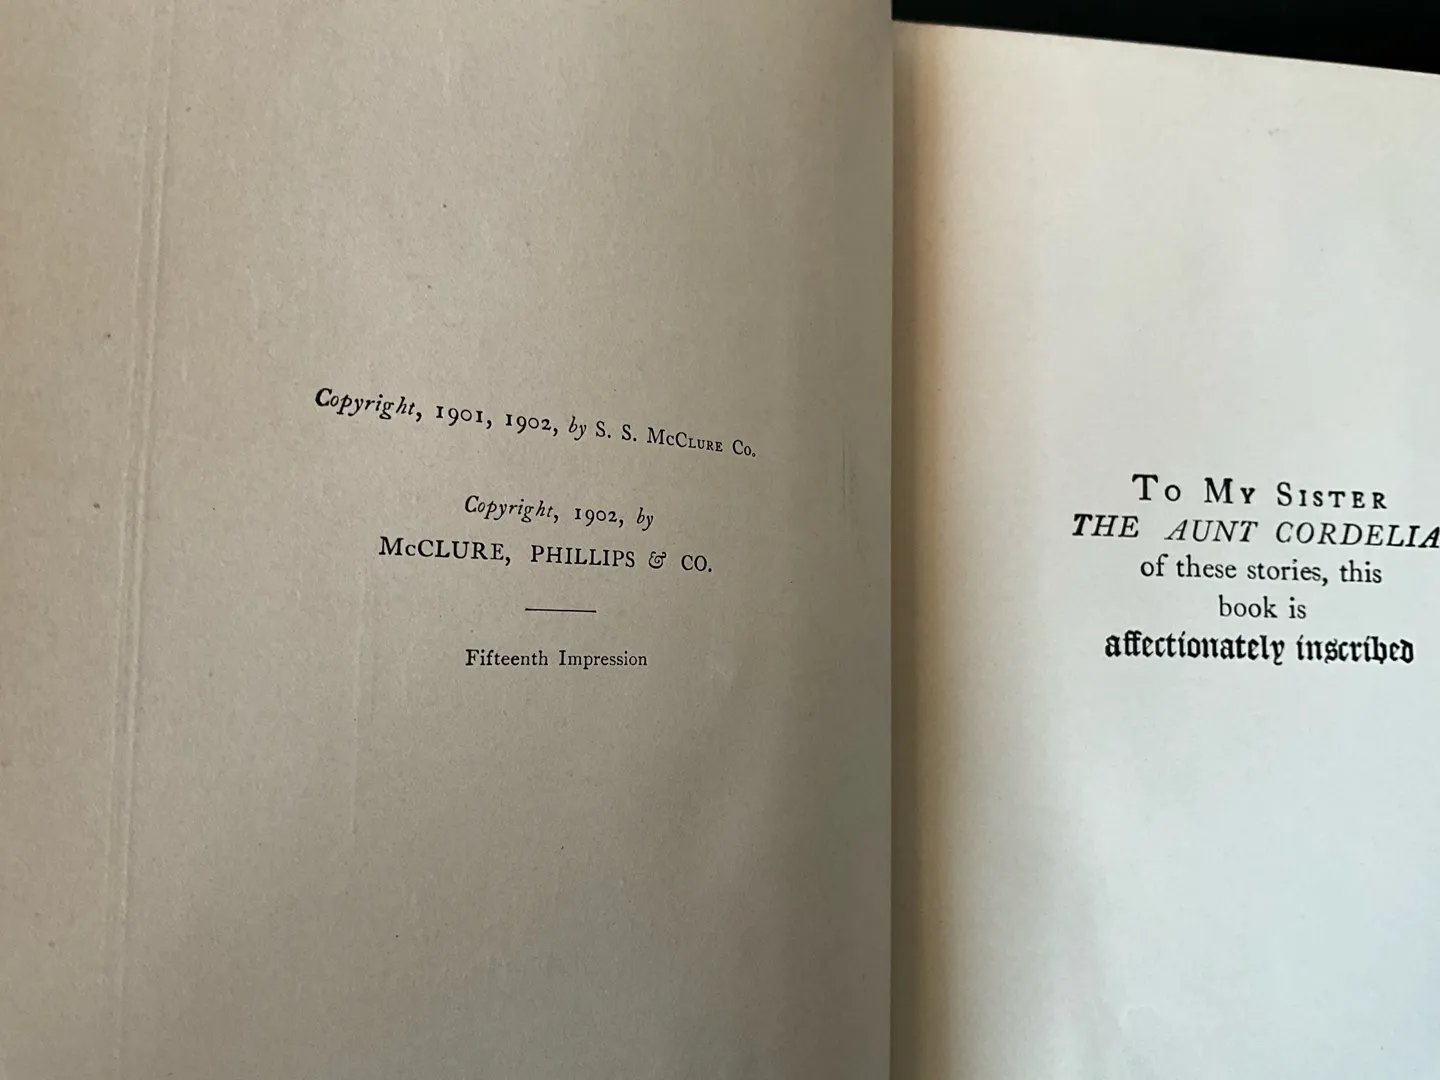 Copyright, 1901, 1902, by S. S. McClure Co.
Copyright, 1902, by
McCLURE, PHILLIPS & CO.
Fifteenth Impression
To My Sister
THE AUNT CORDELIA
of these stories, this
book is
affectionately inscribed